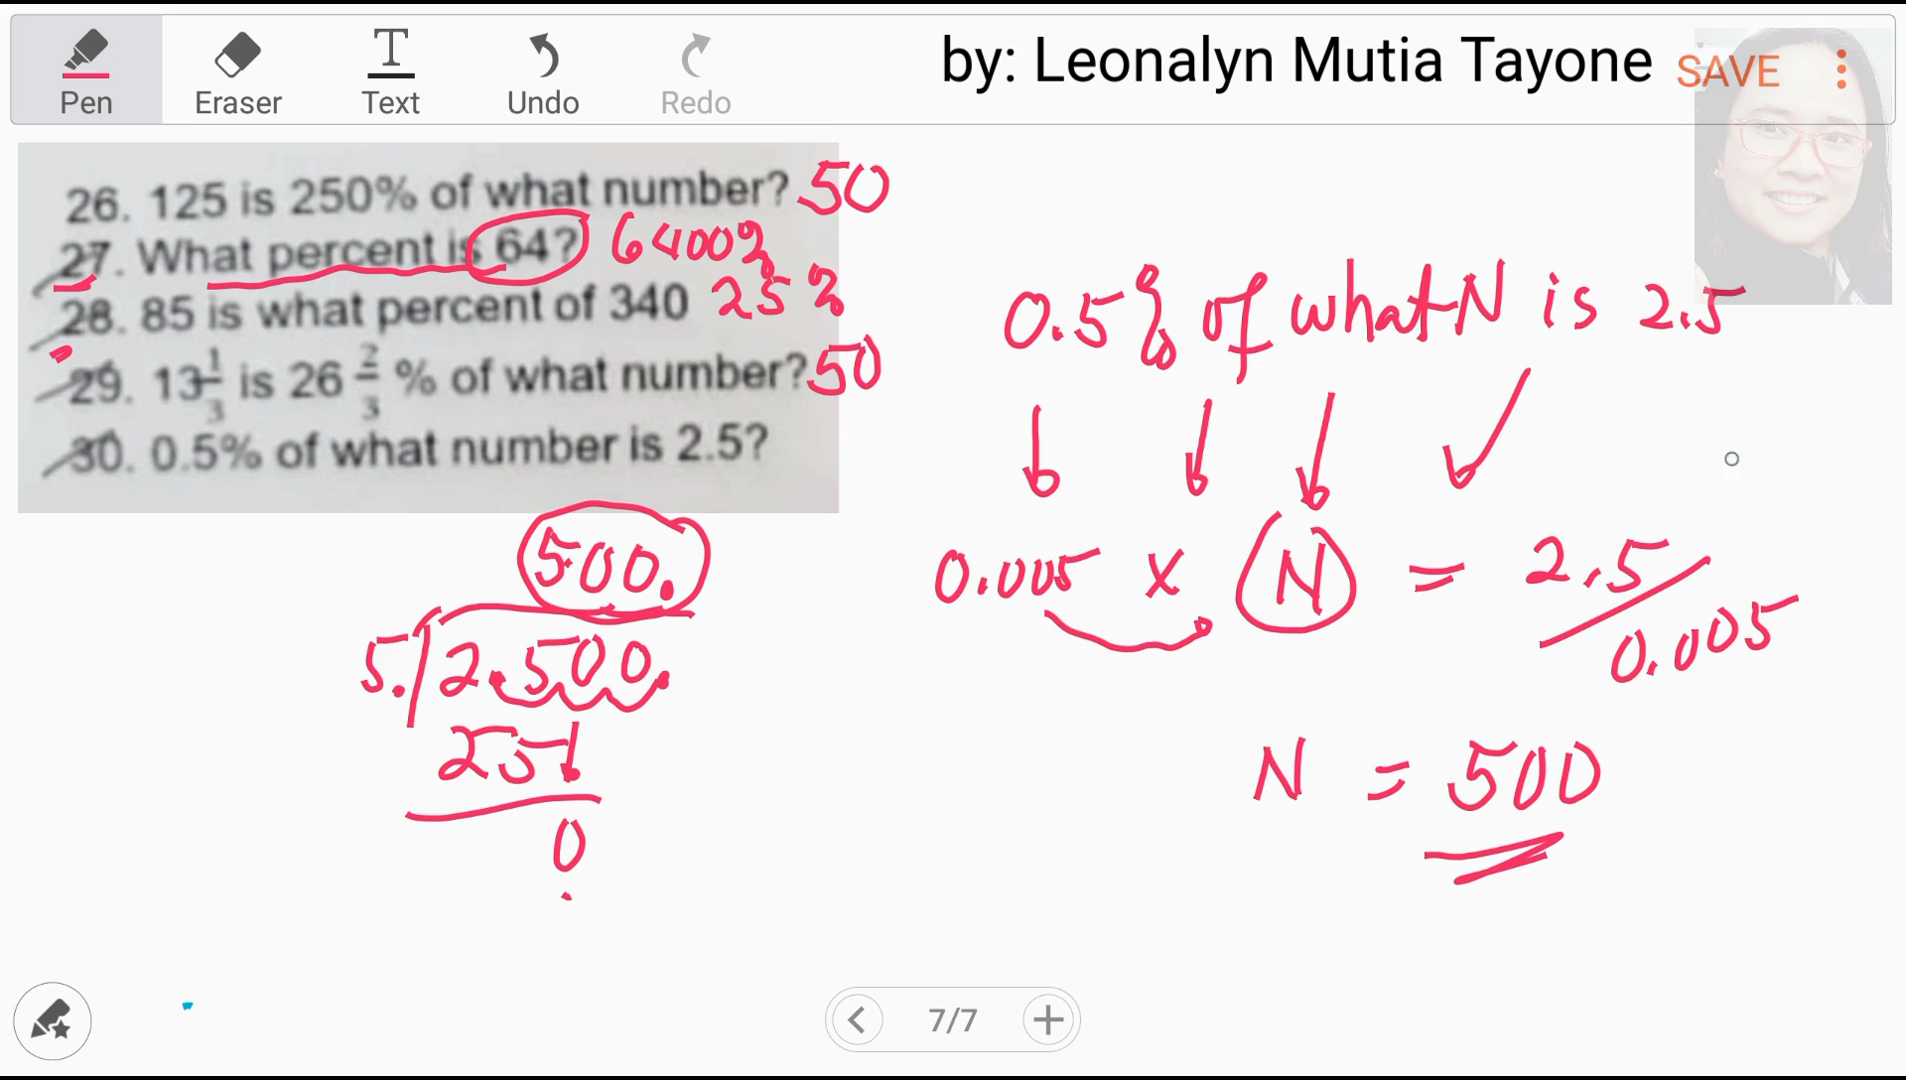 Pen
Eraser
Text
Undo
Redo
by: Leonalyn Mutia Tayone
SAVE
26. 125 is 250% of what number? 50
27. What percent is 64? 6400%
28. 85 is what percent of 340 25%
29. 13 1/3 is 26 2/3 % of what number? 50
30. 0.5% of what number is 2.5?
0.5% of what N is 2.5
0.005 x N = 2.5 / 0.005
N = 500
500.
5. 2.500.
25
0
7/7